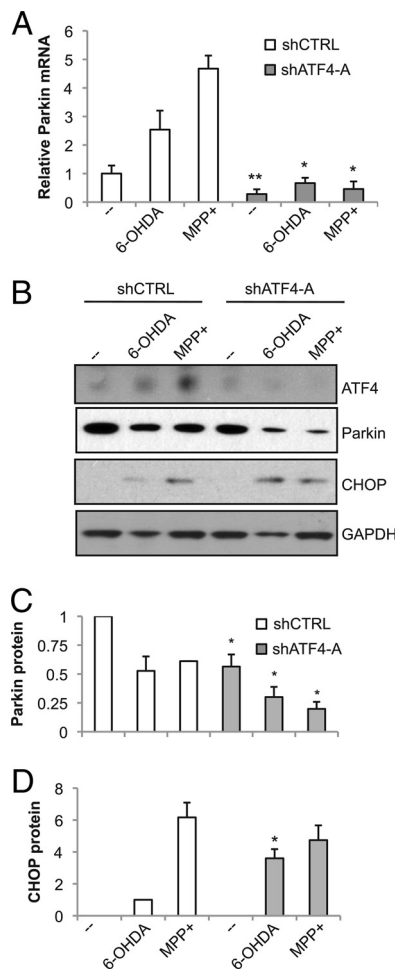 A
Relative Parkin mRNA
6
5
4
3
2
1
0
shCTRL
shATF4-A
** * *
-- 6-OHDA MPP+ -- 6-OHDA MPP+
B
shCTRL shATF4-A
-- 6-OHDA MPP+ -- 6-OHDA MPP+
ATF4
Parkin
CHOP
GAPDH
C
Parkin protein
1
0.75
0.5
0.25
0
shCTRL
shATF4-A
* * *
D
CHOP protein
8
6
4
2
0
*
-- 6-OHDA MPP+ -- 6-OHDA MPP+